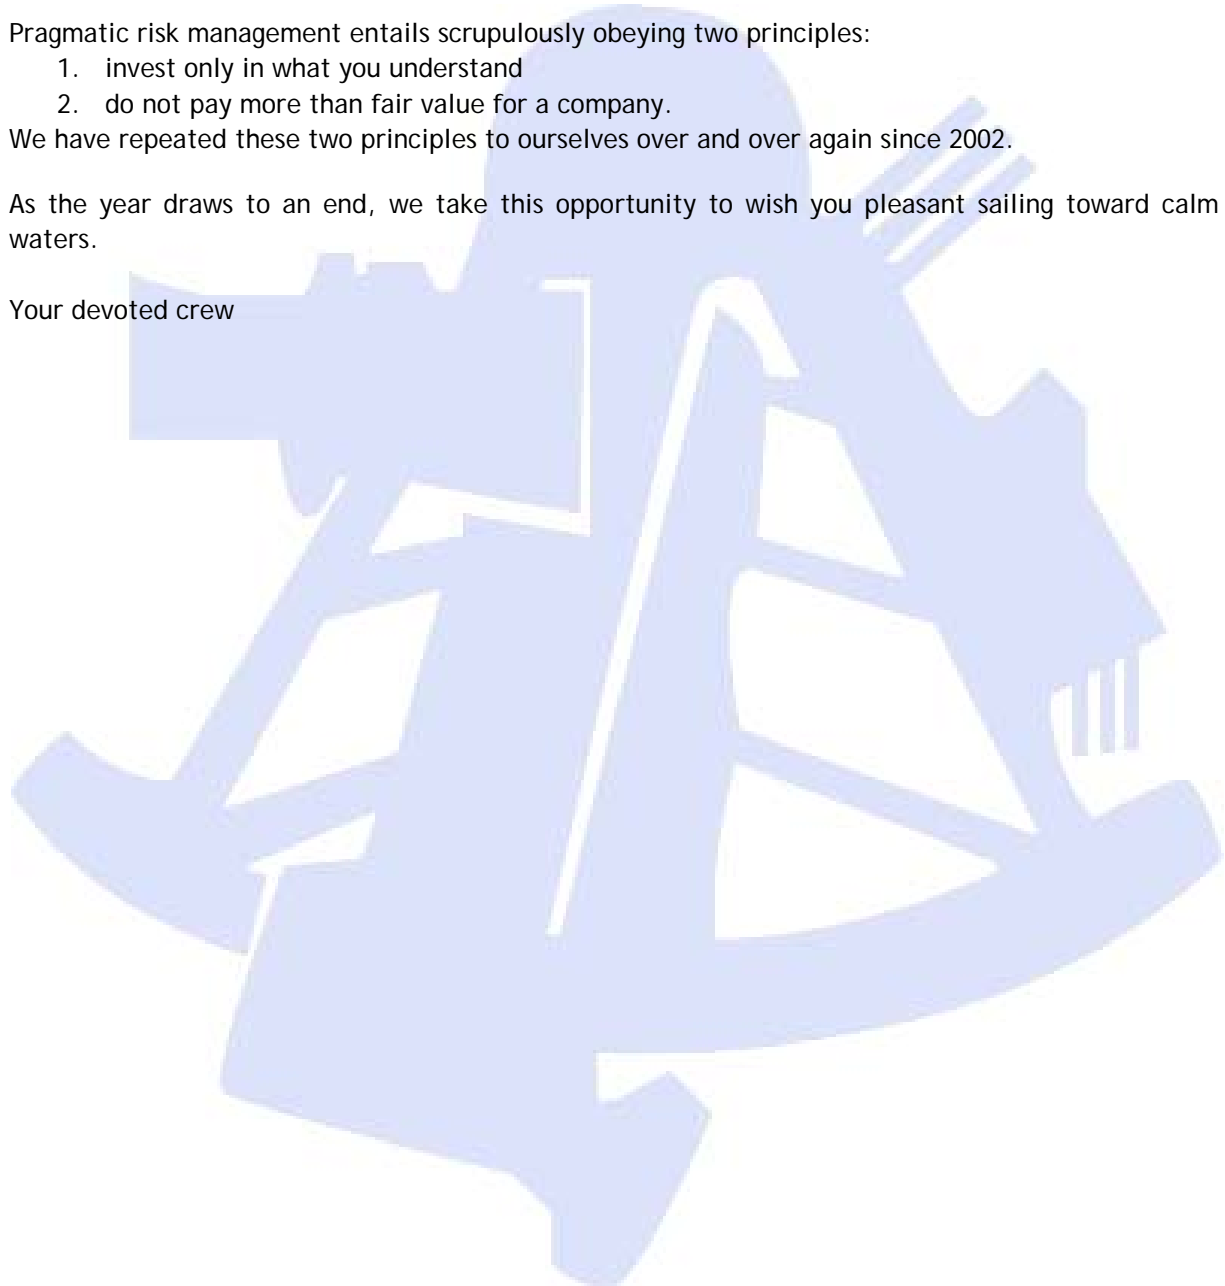 Pragmatic risk management entails scrupulously obeying two principles:
1. invest only in what you understand
2. do not pay more than fair value for a company.
We have repeated these two principles to ourselves over and over again since 2002.
As the year draws to an end, we take this opportunity to wish you pleasant sailing toward calm
waters.
Your devoted crew